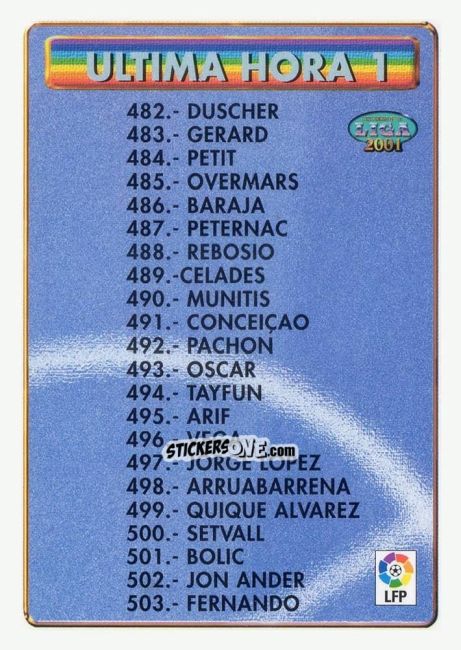 ULTIMA HORA 1
482.- DUSCHER
483.- GERARD
LIGA
2001
484.- PETIT
485.- OVERMARS
486.- BARAJA
487.- PETERNAC
488.- REBOSIO
489.-CELADES
490.- MUNITIS
491.- CONCEIÇAO
492.- PACHON
493.- OSCAR
494.- TAYFUN
495.- ARIF
496.- VEGA
STICKERSONE.com
497.- JORGE LOPEZ
498.- ARRUABARRENA
499.- QUIQUE ALVAREZ
500.- SETVALL
501.- BOLIC
502.- JON ANDER
503.- FERNANDO
LFP